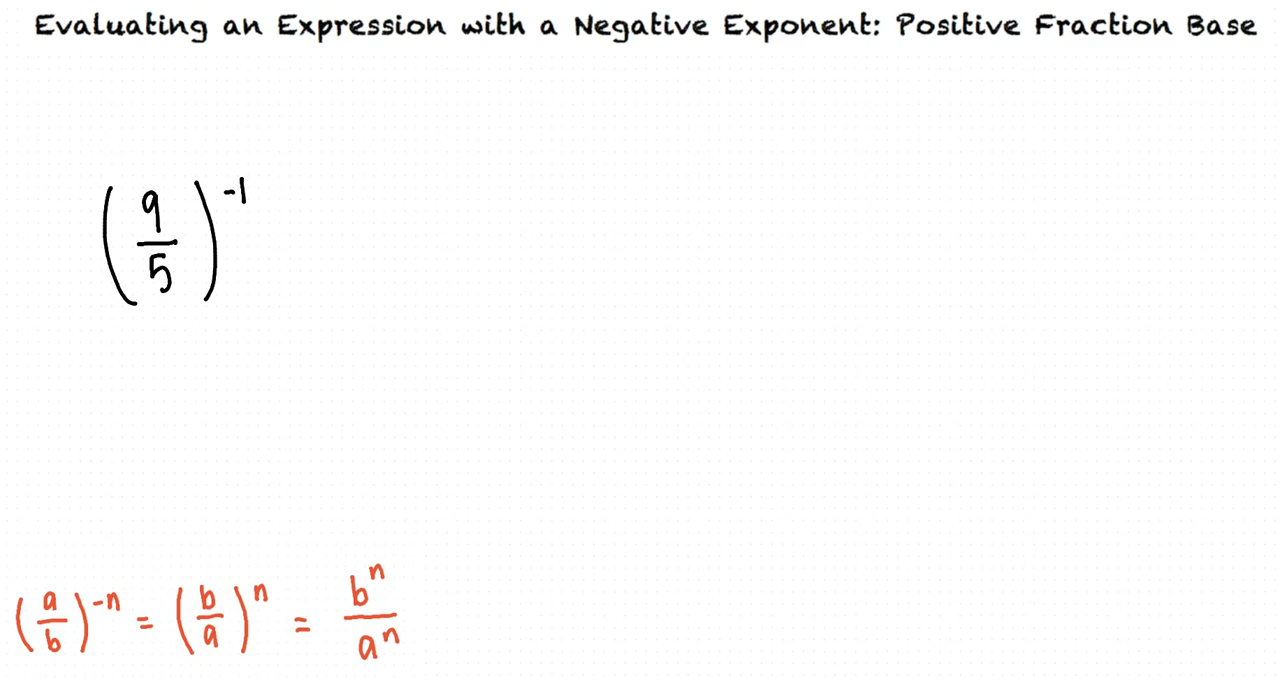 Evaluating an Expression with a Negative Exponent: Positive Fraction Base
(9/5)^-1
(a/b)^-n = (b/a)^n = b^n/a^n